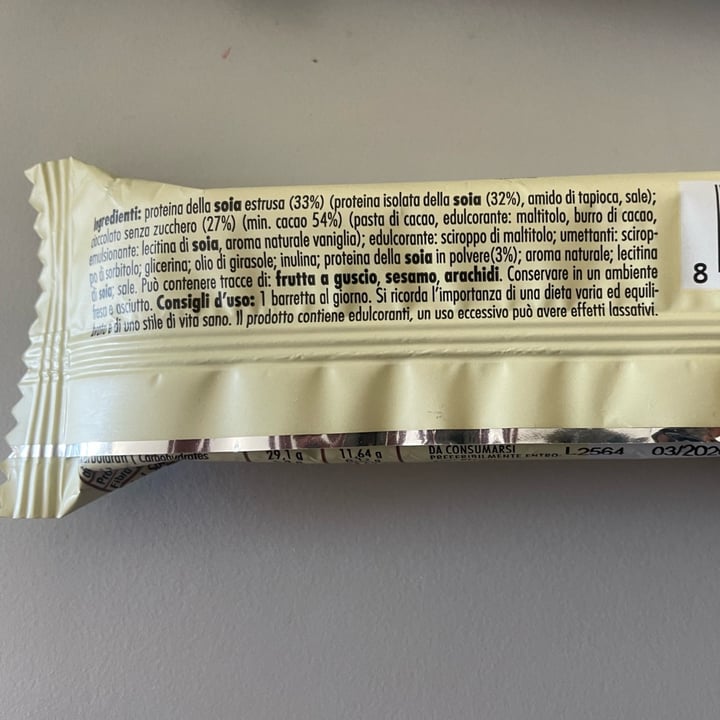 Ingredienti: proteina della soia estrusa (33%) (proteina isolata della soia (32%), amido di tapioca, sale);
cioccolato senza zucchero (27%) (min. cacao 54%) (pasta di cacao, edulcorante: maltitolo, burro di cacao,
emulsionante: lecitina di soia, aroma naturale vaniglia); edulcorante: sciroppo di maltitolo; umettanti: scirop-
po di sorbitolo; glicerina; olio di girasole; inulina; proteina della soia in polvere(3%); aroma naturale; lecitina
di soia; sale. Può contenere tracce di: frutta a guscio, sesamo, arachidi. Conservare in un ambiente
fresco e asciutto. Consigli d'uso: 1 barretta al giorno. Si ricorda l'importanza di una dieta varia ed equili-
brata e di uno stile di vita sano. Il prodotto contiene edulcoranti, un uso eccessivo può avere effetti lassativi.
8
Carbohydrates 29,1 g 11,64 g
DA CONSUMARSI
PREFERIBILMENTE ENTRO: L2564 03/202